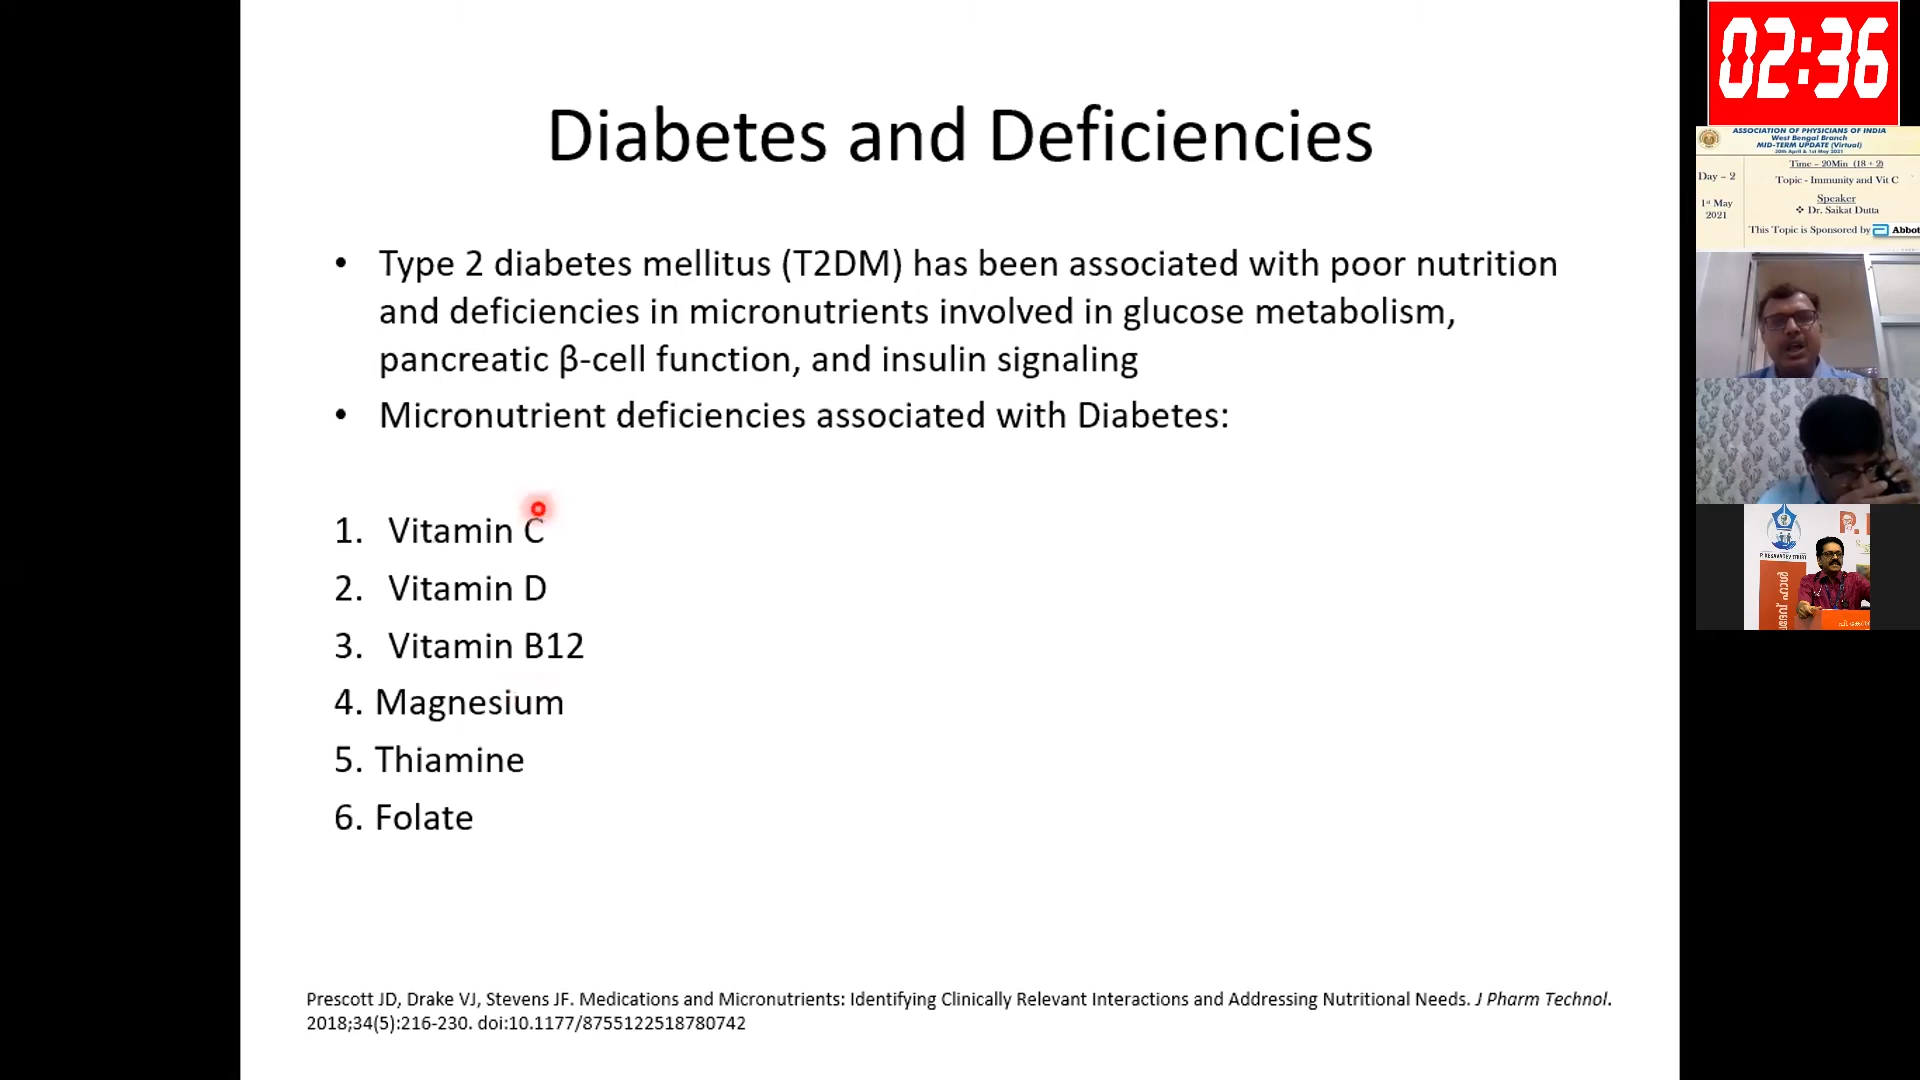 Diabetes and Deficiencies
• Type 2 diabetes mellitus (T2DM) has been associated with poor nutrition
and deficiencies in micronutrients involved in glucose metabolism,
pancreatic β-cell function, and insulin signaling
• Micronutrient deficiencies associated with Diabetes:
1. Vitamin C
2. Vitamin D
3. Vitamin B12
4. Magnesium
5. Thiamine
6. Folate
Prescott JD, Drake VJ, Stevens JF. Medications and Micronutrients: Identifying Clinically Relevant Interactions and Addressing Nutritional Needs. J Pharm Technol.
2018;34(5):216-230. doi:10.1177/8755122518780742
02:36
ASSOCIATION OF PHYSICIANS OF INDIA
West Bengal Branch
MID-TERM UPDATE (Virtual)
30th April & 1st May 2021
Time – 20Min (18 + 2)
Day – 2
Topic - Immunity and Vit C
1st May
2021
Speaker
❖ Dr. Saikat Dutta
This Topic is Sponsored by Abbot
P. KESAVADEV TRUST